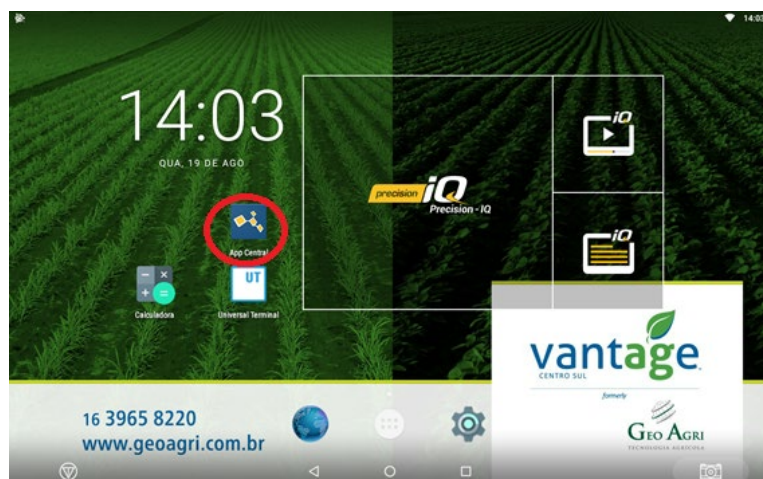 14:03
14:03
QUA, 19 DE AGO
iQ
precision iQ
Precision - IQ
App Central
iQ
UT
Calculadora
Universal Terminal
vantage
CENTRO SUL
formerly
GEO AGRI
TECNOLOGIA AGRÍCOLA
16 3965 8220
www.geoagri.com.br